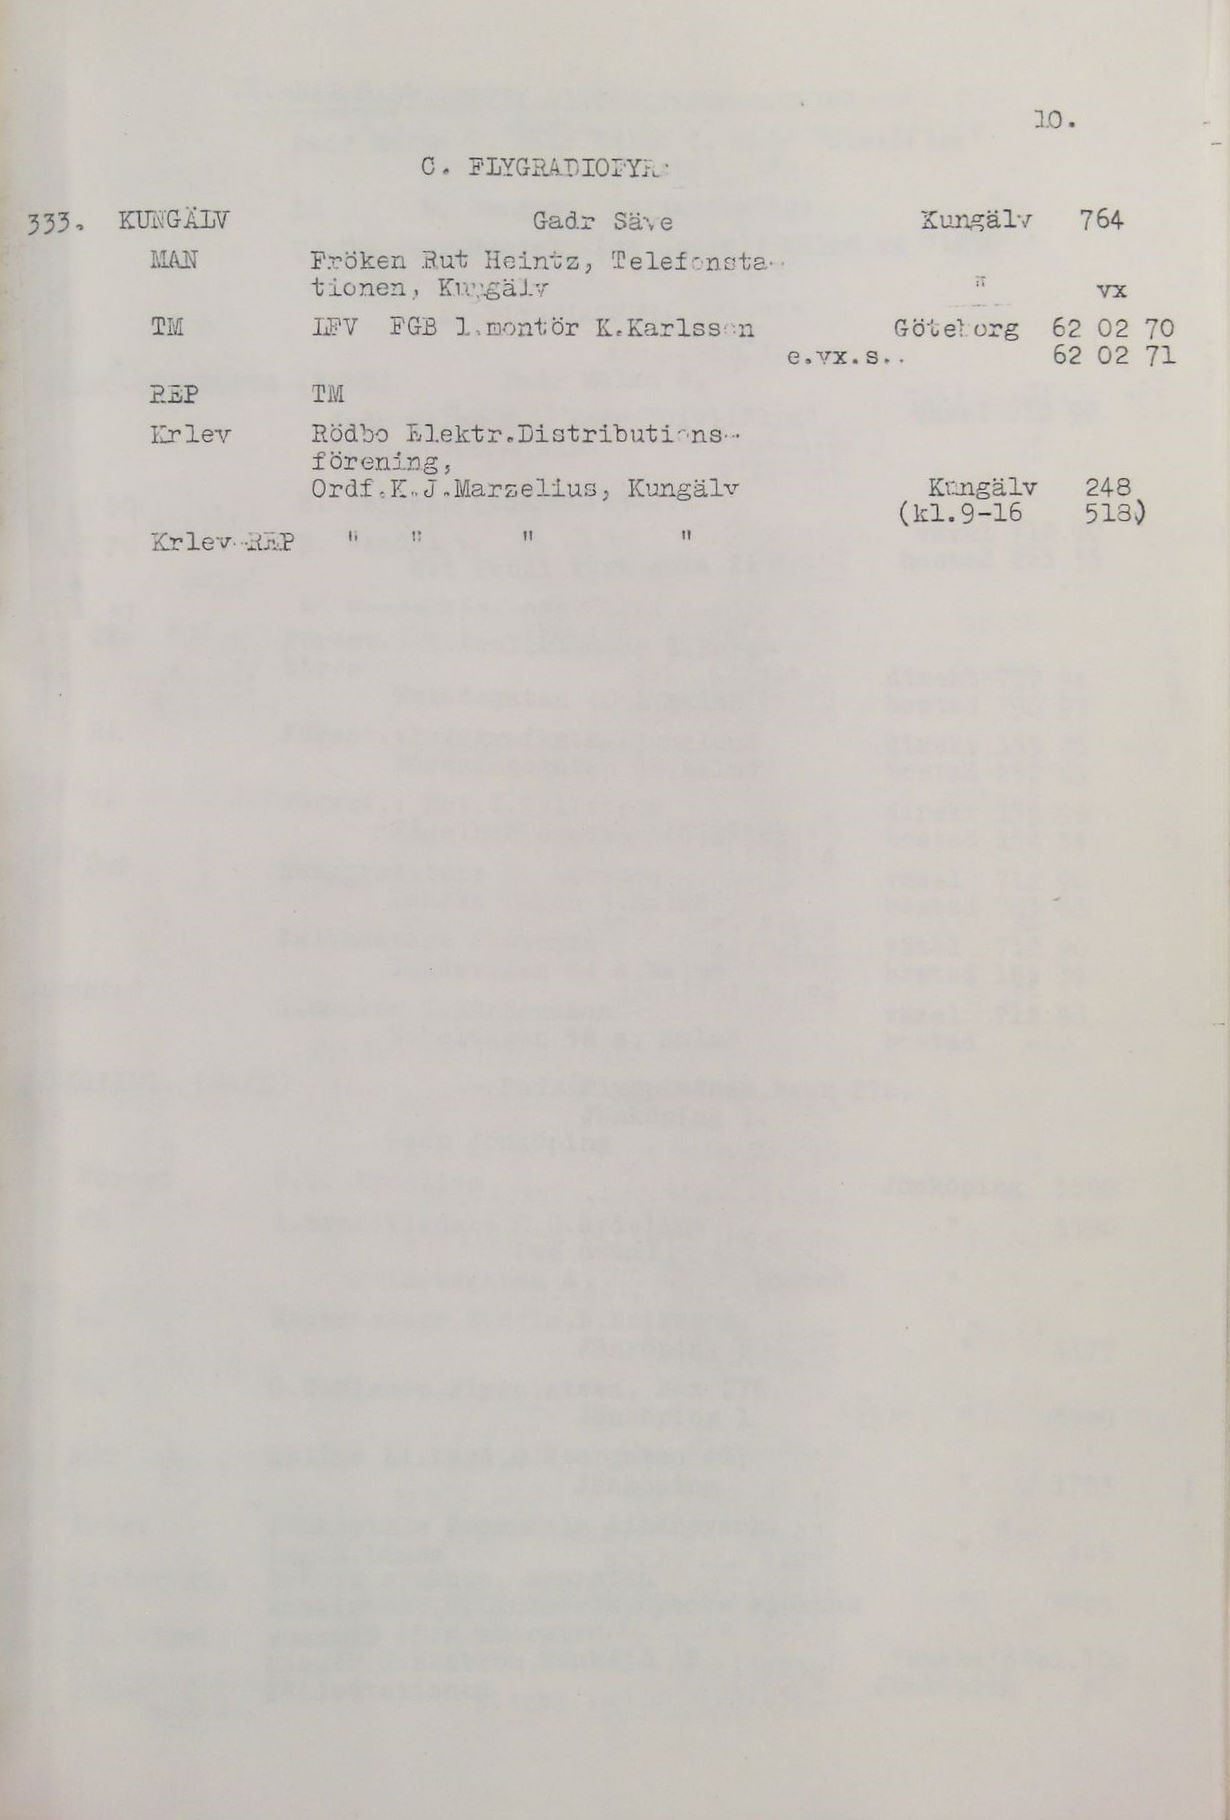 10.
C. FLYGRADIOFYR:
333. KUNGÄLV Gadr Säve Kungälv 764
MAN Fröken Rut Heintz, Telefonsta-
tionen, Kungälv " vx
TM LFV FGB 1.montör K.Karlsson Göteborg 62 02 70
e.vx.s.. 62 02 71
REP TM
Krlev Rödbo Elektr.Distributions-
förening,
Ordf.K.J.Marzelius, Kungälv Kungälv 248
(kl.9-16 518)
Krlev-REP " " " "